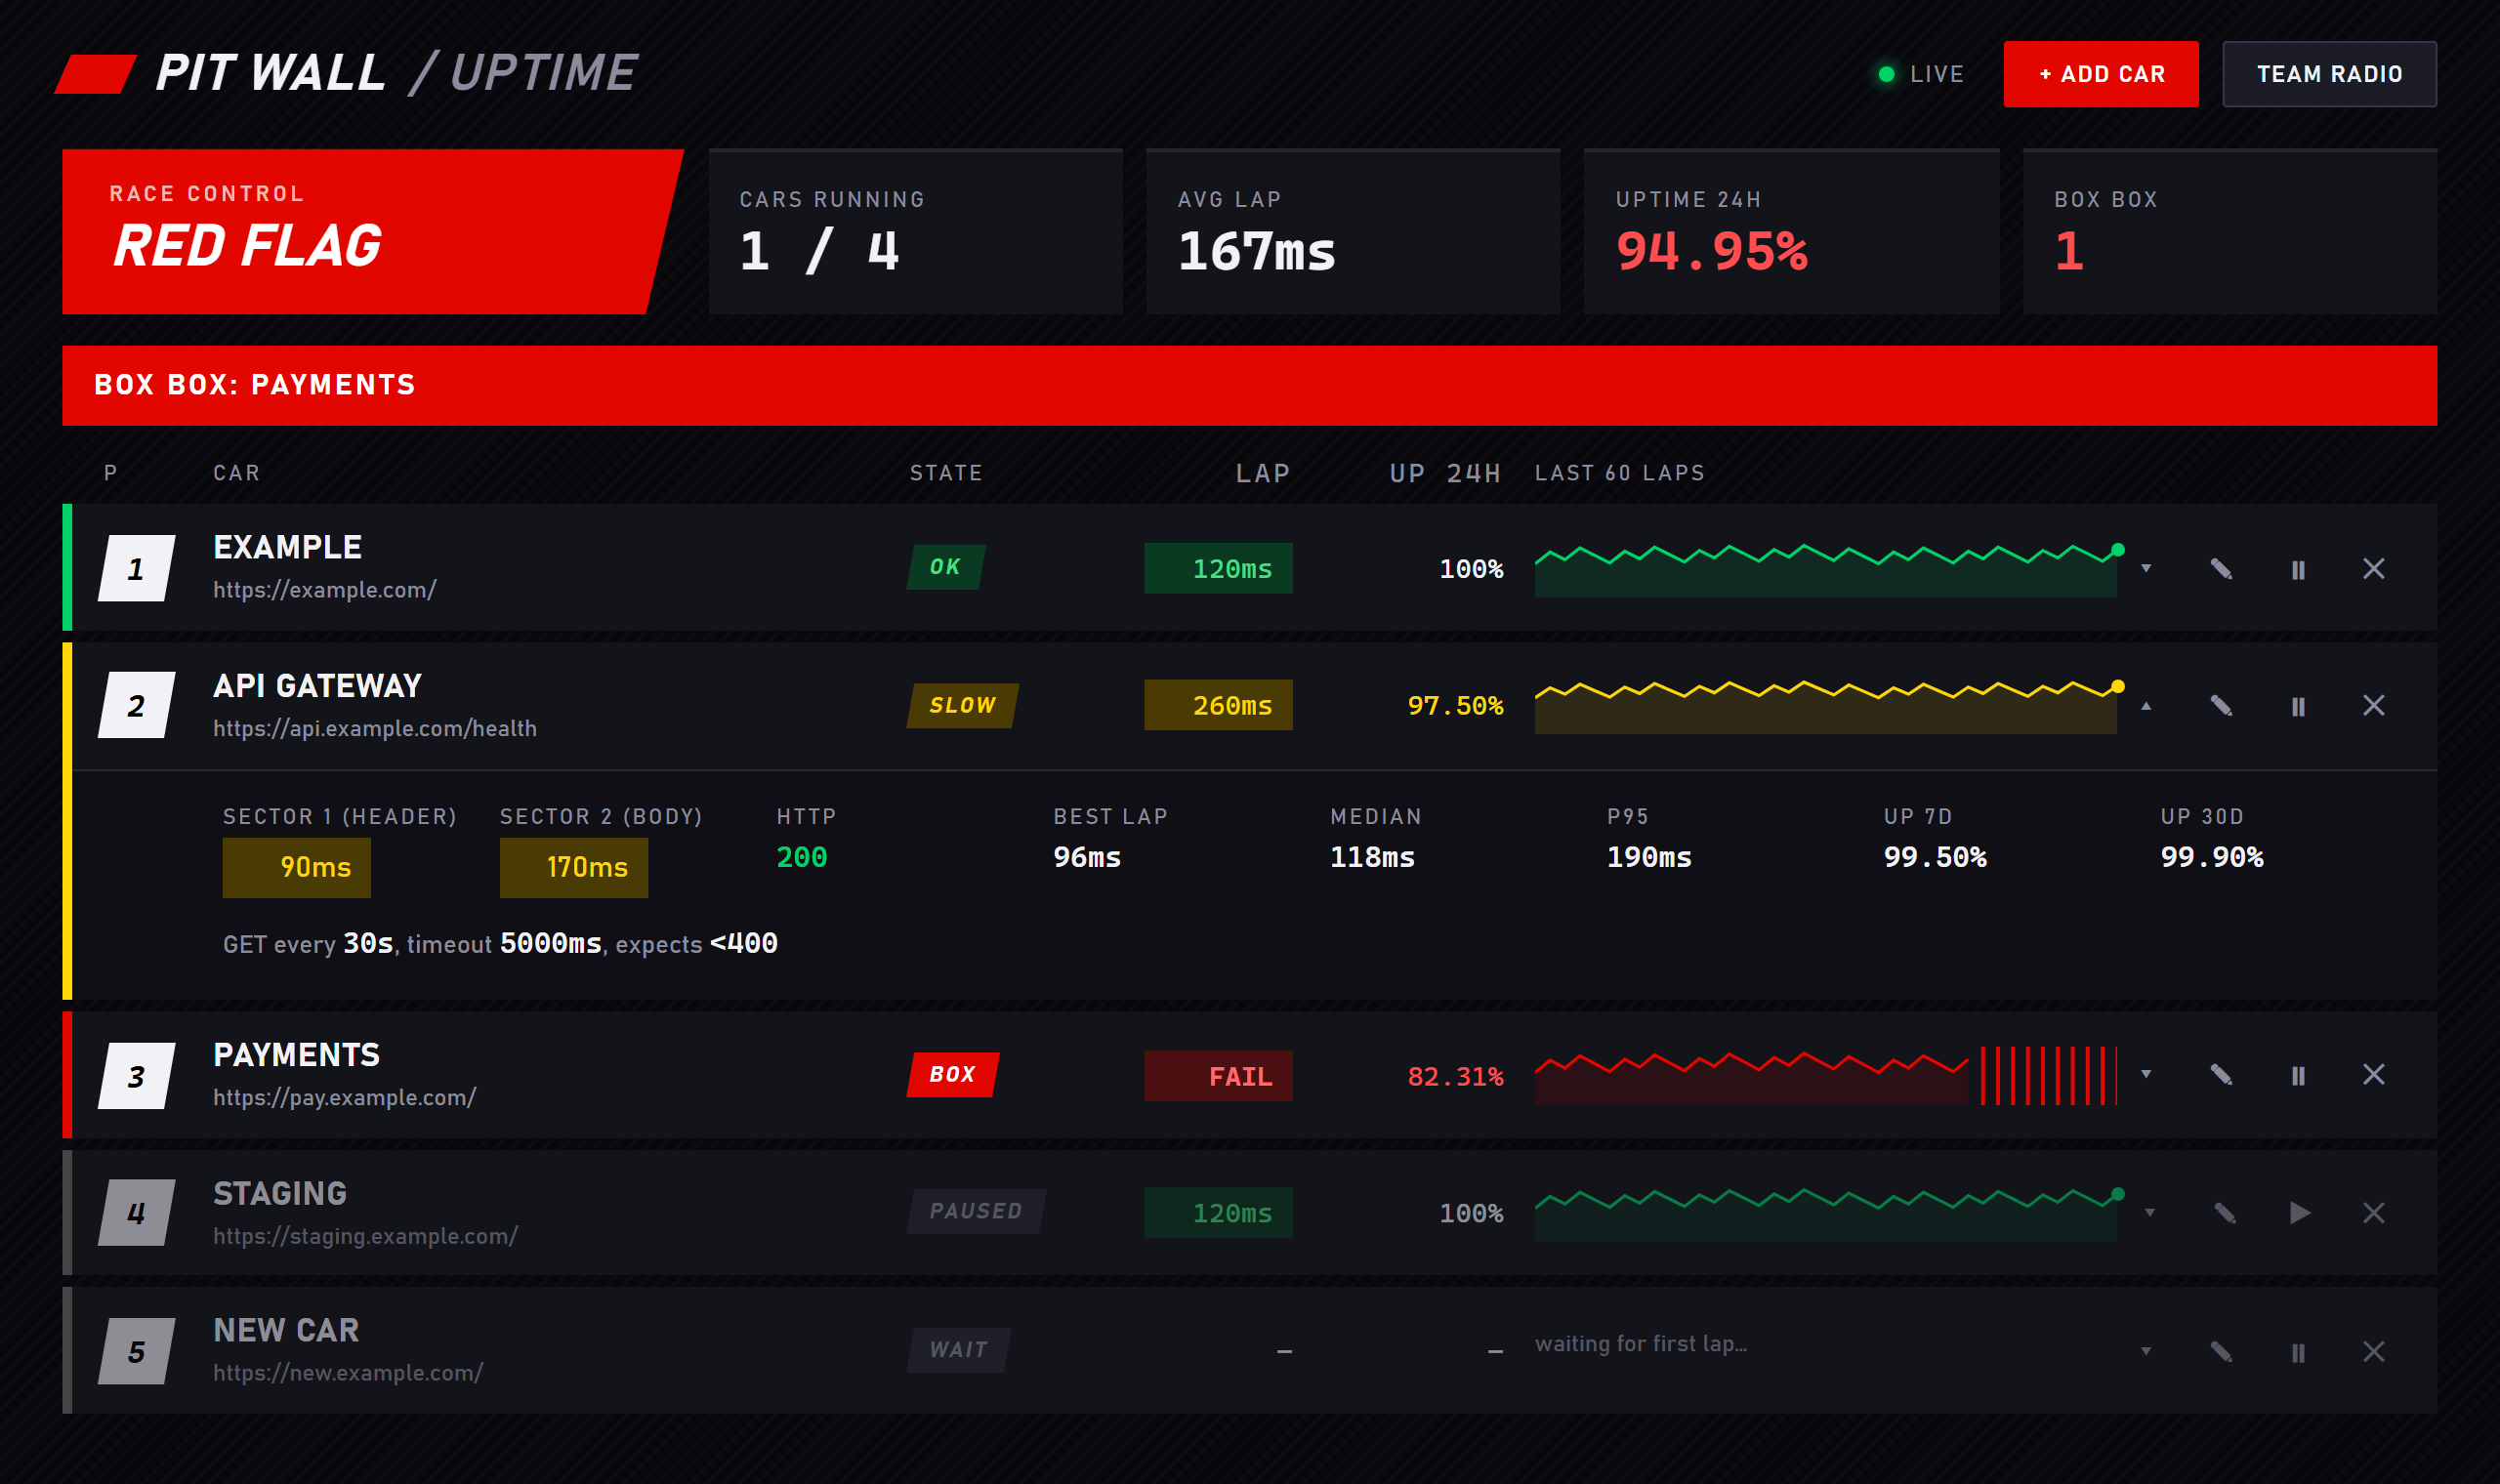 PIT WALL / UPTIME
LIVE
+ ADD CAR
TEAM RADIO
RACE CONTROL
RED FLAG
CARS RUNNING
1 / 4
AVG LAP
167ms
UPTIME 24H
94.95%
BOX BOX
1
BOX BOX: PAYMENTS
P CAR STATE LAP UP 24H LAST 60 LAPS
1 EXAMPLE OK 120ms 100%
https://example.com/
2 API GATEWAY SLOW 260ms 97.50%
https://api.example.com/health
SECTOR 1 (HEADER) SECTOR 2 (BODY) HTTP BEST LAP MEDIAN P95 UP 7D UP 30D
90ms 170ms 200 96ms 118ms 190ms 99.50% 99.90%
GET every 30s, timeout 5000ms, expects <400
3 PAYMENTS BOX FAIL 82.31%
https://pay.example.com/
4 STAGING PAUSED 120ms 100%
https://staging.example.com/
5 NEW CAR WAIT – – waiting for first lap…
https://new.example.com/